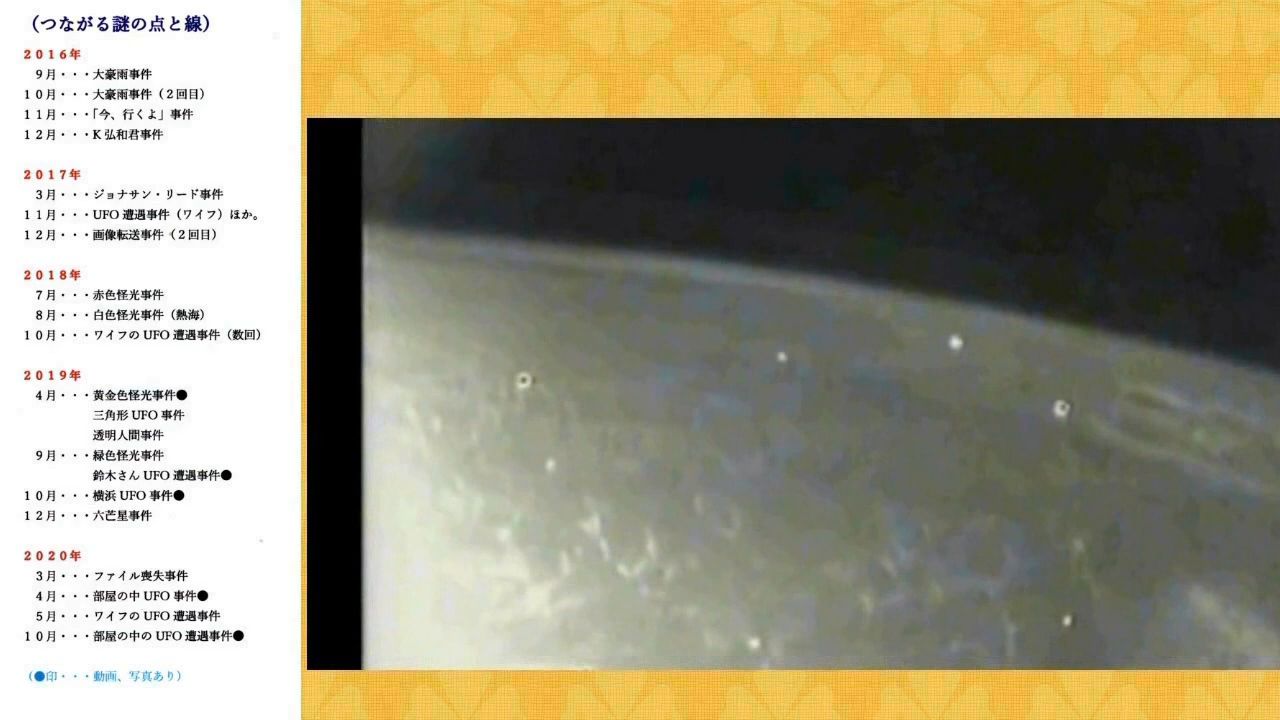 （つながる謎の点と線）
２０１６年
９月・・・大豪雨事件
１０月・・・大豪雨事件（２回目）
１１月・・・「今、行くよ」事件
１２月・・・K 弘和君事件
２０１７年
３月・・・ジョナサン・リード事件
１１月・・・UFO 遭遇事件（ワイフ）ほか。
１２月・・・画像転送事件（２回目）
２０１８年
７月・・・赤色怪光事件
８月・・・白色怪光事件（熱海）
１０月・・・ワイフの UFO 遭遇事件（数回）
２０１９年
４月・・・黄金色怪光事件●
三角形 UFO 事件
透明人間事件
９月・・・緑色怪光事件
鈴木さん UFO 遭遇事件●
１０月・・・横浜 UFO 事件●
１２月・・・六芒星事件
２０２０年
３月・・・ファイル喪失事件
４月・・・部屋の中 UFO 事件●
５月・・・ワイフの UFO 遭遇事件
１０月・・・部屋の中の UFO 遭遇事件●
（●印・・・動画、写真あり）